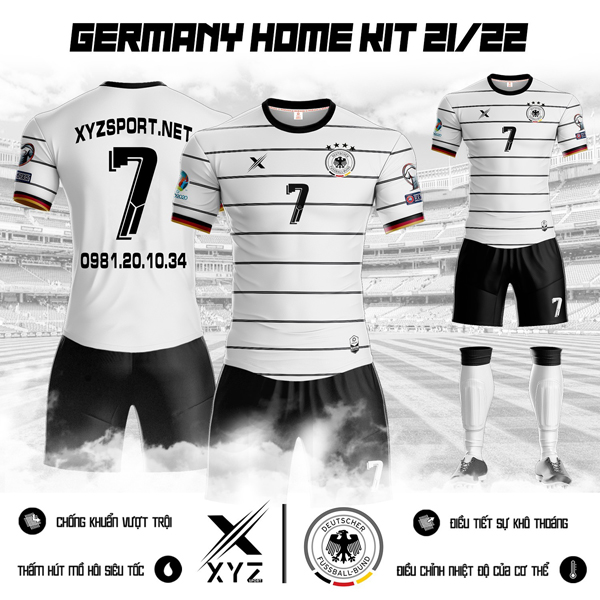 GERMANY HOME KIT 21/22
XYZSPORT.NET
7
0981.20.10.34
7
7
7
7
CHỐNG KHUẨN VƯỢT TRỘI
THẤM HÚT MỒ HÔI SIÊU TỐC
XYZ
SPORT
DEUTSCHER
FUSSBALL-BUND
ĐIỀU TIẾT SỰ KHÔ THOÁNG
ĐIỀU CHỈNH NHIỆT ĐỘ CỦA CƠ THỂ